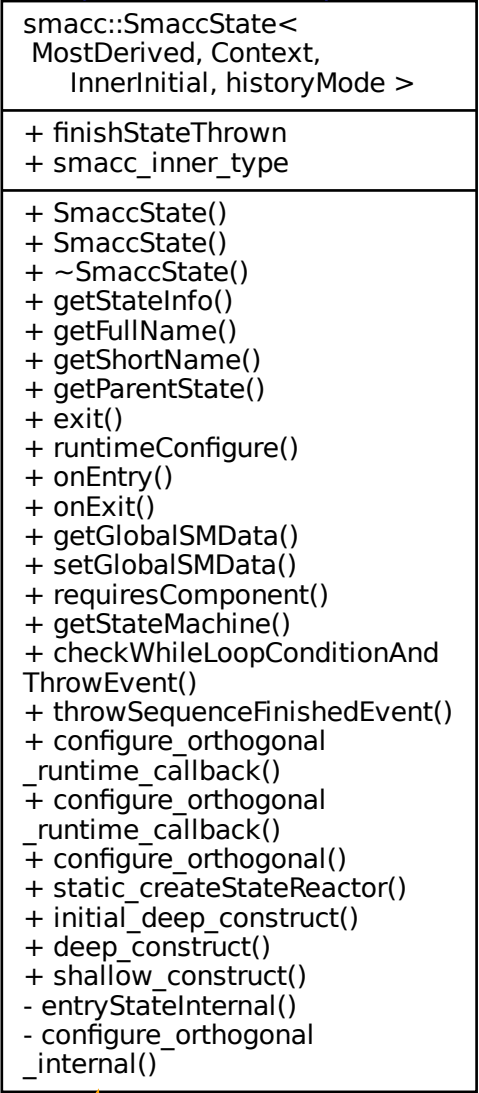 smacc::SmaccState<
MostDerived, Context,
InnerInitial, historyMode >
+ finishStateThrown
+ smacc_inner_type
+ SmaccState()
+ SmaccState()
+ ~SmaccState()
+ getStateInfo()
+ getFullName()
+ getShortName()
+ getParentState()
+ exit()
+ runtimeConfigure()
+ onEntry()
+ onExit()
+ getGlobalSMData()
+ setGlobalSMData()
+ requiresComponent()
+ getStateMachine()
+ checkWhileLoopConditionAnd
ThrowEvent()
+ throwSequenceFinishedEvent()
+ configure_orthogonal
_runtime_callback()
+ configure_orthogonal
_runtime_callback()
+ configure_orthogonal()
+ static_createStateReactor()
+ initial_deep_construct()
+ deep_construct()
+ shallow_construct()
- entryStateInternal()
- configure_orthogonal
_internal()